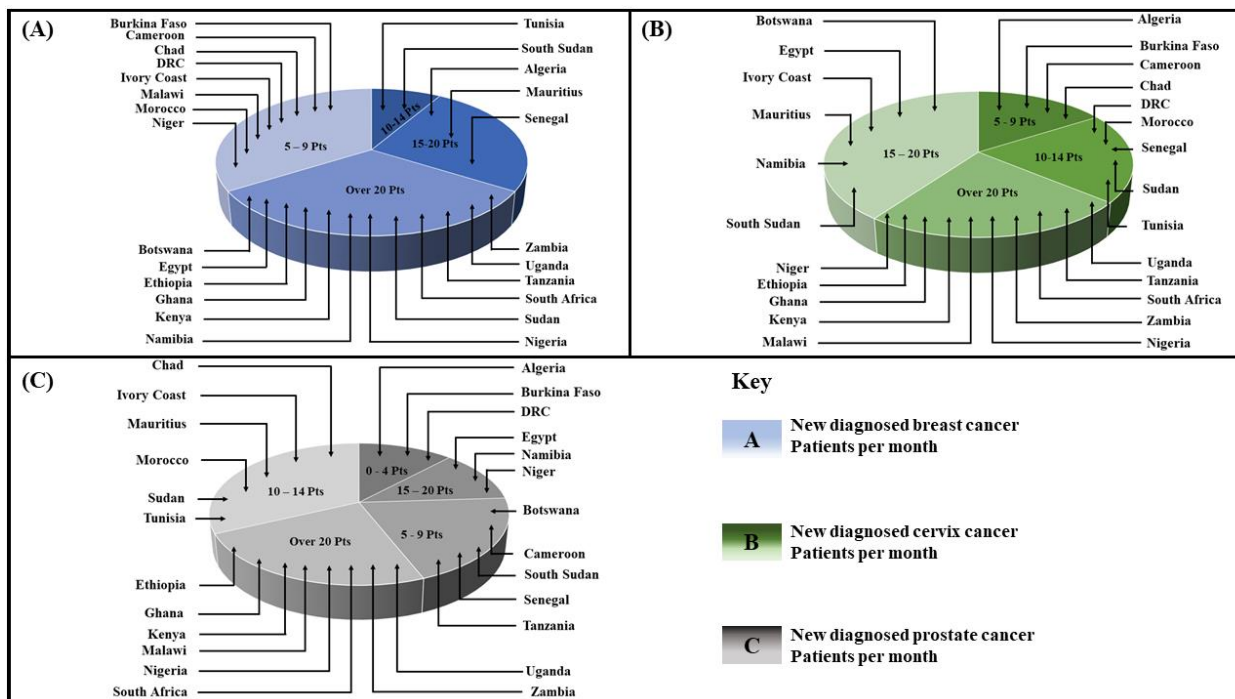 (A)
Burkina Faso
Cameroon
Chad
DRC
Ivory Coast
Malawi
Morocco
Niger
Tunisia
South Sudan
Algeria
Mauritius
Senegal
10-14 Pts
15-20 Pts
5 – 9 Pts
Over 20 Pts
Botswana
Egypt
Ethiopia
Ghana
Kenya
Namibia
Zambia
Uganda
Tanzania
South Africa
Sudan
Nigeria
(B)
Botswana
Egypt
Ivory Coast
Mauritius
Namibia
South Sudan
Algeria
Burkina Faso
Cameroon
Chad
DRC
Morocco
Senegal
Sudan
Tunisia
5 - 9 Pts
10-14 Pts
15 – 20 Pts
Over 20 Pts
Niger
Ethiopia
Ghana
Kenya
Malawi
Uganda
Tanzania
South Africa
Zambia
Nigeria
(C)
Chad
Ivory Coast
Mauritius
Morocco
Sudan
Tunisia
Algeria
Burkina Faso
DRC
Egypt
Namibia
Niger
Botswana
Cameroon
South Sudan
Senegal
Tanzania
0 - 4 Pts
15 – 20 Pts
10 – 14 Pts
5 - 9 Pts
Over 20 Pts
Ethiopia
Ghana
Kenya
Malawi
Nigeria
South Africa
Uganda
Zambia
Key
A
New diagnosed breast cancer
Patients per month
B
New diagnosed cervix cancer
Patients per month
C
New diagnosed prostate cancer
Patients per month